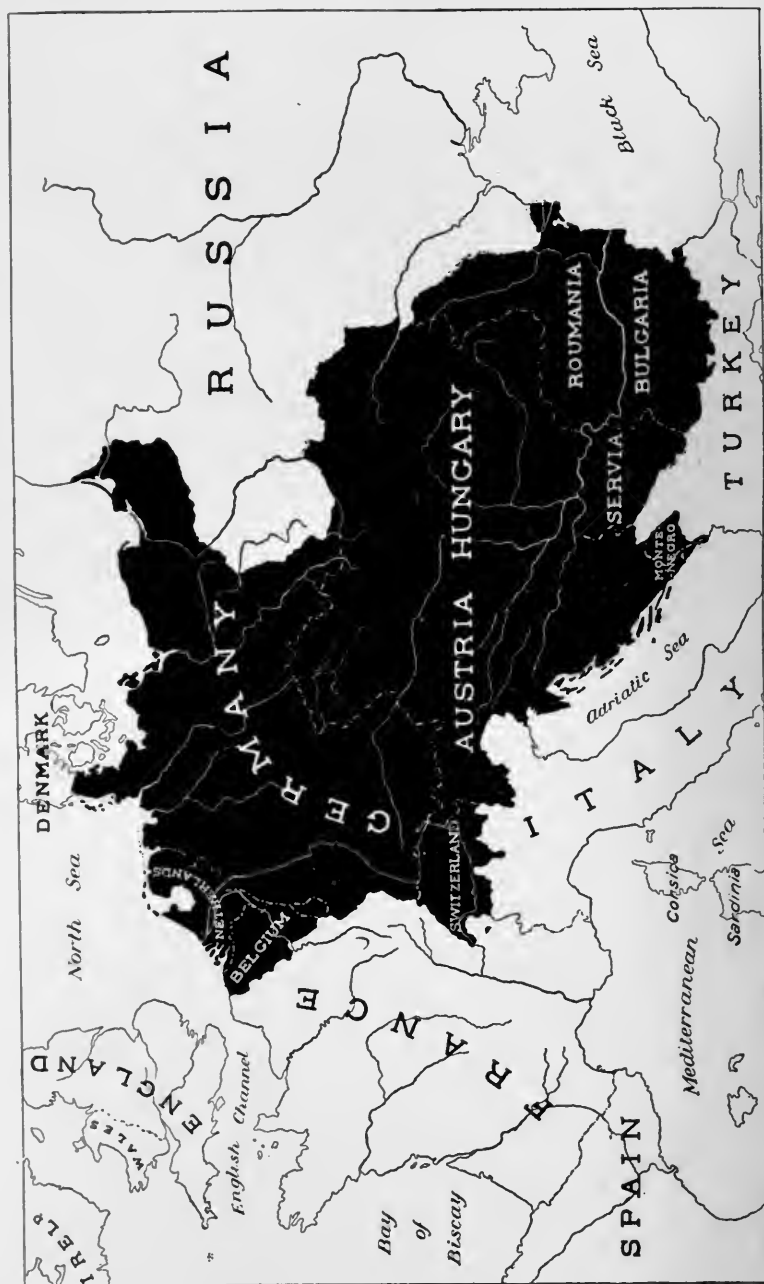 IREL'D
WALES
ENGLAND
North Sea
DENMARK
RUSSIA
English Channel
NETHERLANDS
BELGIUM
GERMANY
FRANCE
SWITZERLAND
AUSTRIA HUNGARY
ROUMANIA
Black Sea
Bay
of
Biscay
SERVIA
BULGARIA
MONTE-
NEGRO
Adriatic Sea
ITALY
TURKEY
SPAIN
Mediterranean Sea
Corsica
Sardinia